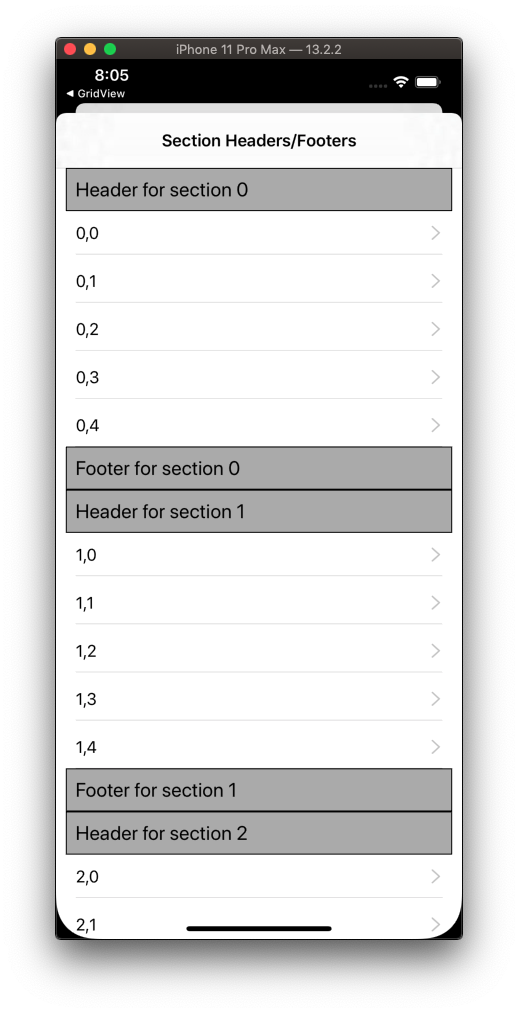 iPhone 11 Pro Max — 13.2.2
8:05
◀ GridView
Section Headers/Footers
Header for section 0
0,0
0,1
0,2
0,3
0,4
Footer for section 0
Header for section 1
1,0
1,1
1,2
1,3
1,4
Footer for section 1
Header for section 2
2,0
2,1